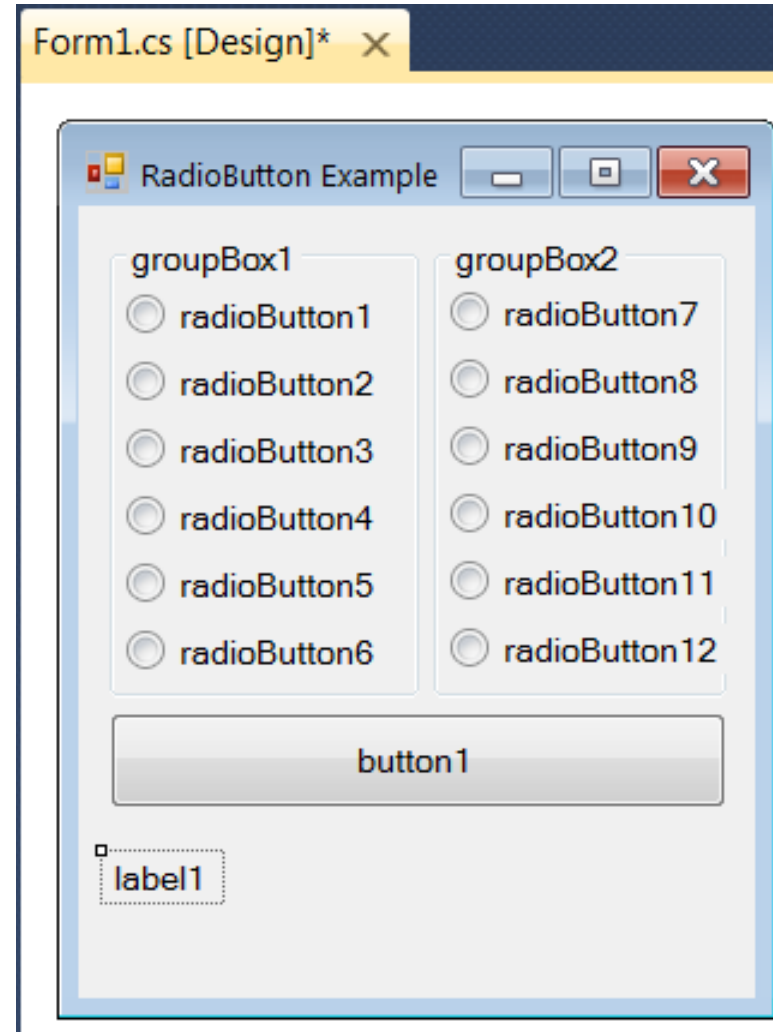 Form1.cs [Design]*
RadioButton Example
groupBox1
radioButton1
radioButton2
radioButton3
radioButton4
radioButton5
radioButton6
groupBox2
radioButton7
radioButton8
radioButton9
radioButton10
radioButton11
radioButton12
button1
label1